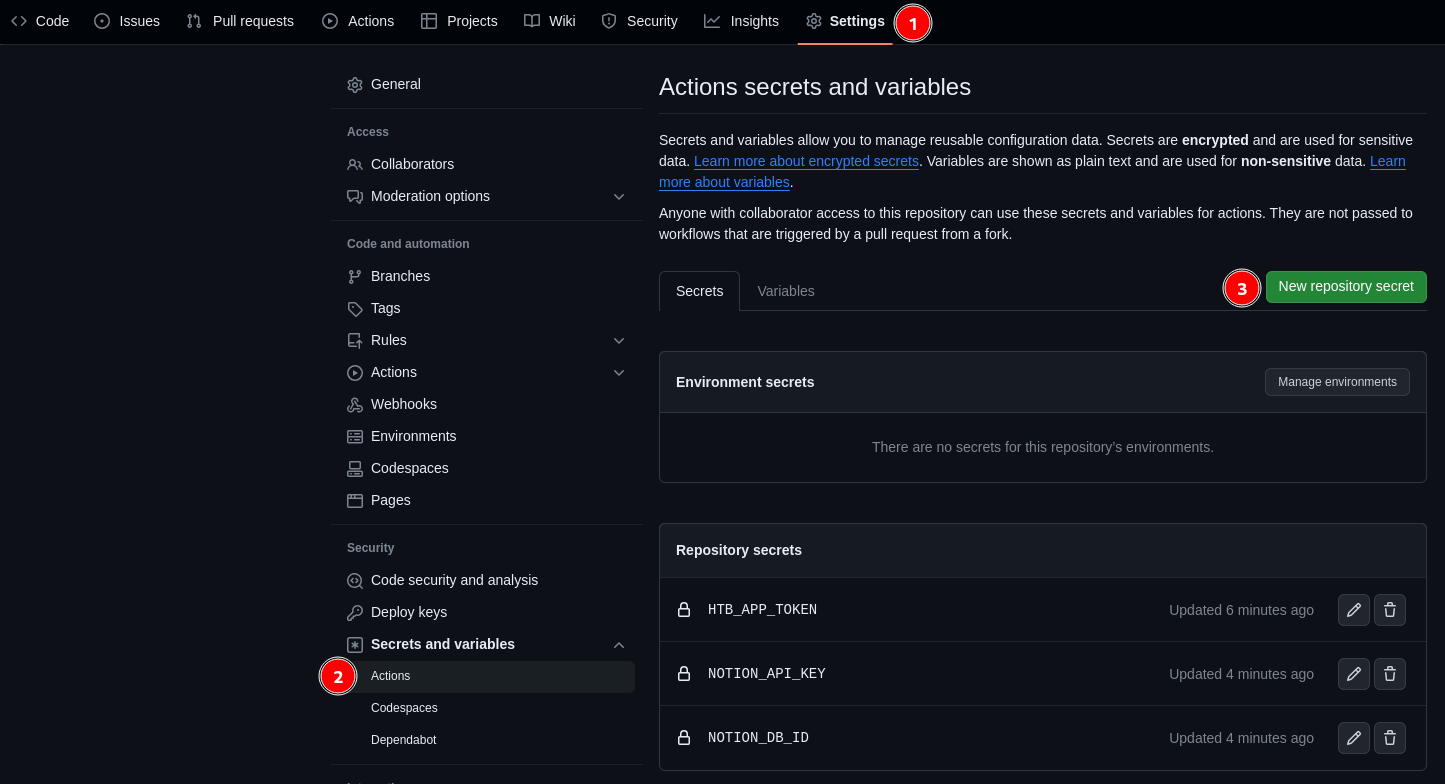 Code Issues Pull requests Actions Projects Wiki Security Insights Settings 1
General
Access
Collaborators
Moderation options
Code and automation
Branches
Tags
Rules
Actions
Webhooks
Environments
Codespaces
Pages
Security
Code security and analysis
Deploy keys
Secrets and variables
2 Actions
Codespaces
Dependabot
Actions secrets and variables
Secrets and variables allow you to manage reusable configuration data. Secrets are encrypted and are used for sensitive
data. Learn more about encrypted secrets. Variables are shown as plain text and are used for non-sensitive data. Learn
more about variables.
Anyone with collaborator access to this repository can use these secrets and variables for actions. They are not passed to
workflows that are triggered by a pull request from a fork.
Secrets Variables 3 New repository secret
Environment secrets Manage environments
There are no secrets for this repository's environments.
Repository secrets
HTB_APP_TOKEN Updated 6 minutes ago
NOTION_API_KEY Updated 4 minutes ago
NOTION_DB_ID Updated 4 minutes ago